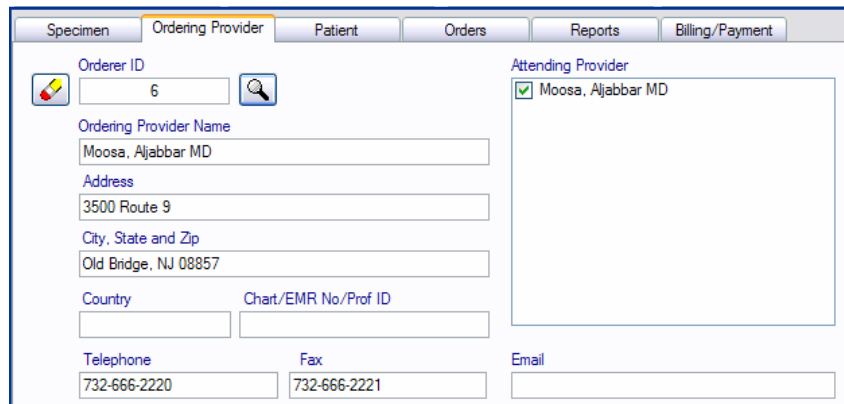 Specimen Ordering Provider Patient Orders Reports Billing/Payment
Orderer ID
6
Ordering Provider Name
Moosa, Aljabbar MD
Address
3500 Route 9
City, State and Zip
Old Bridge, NJ 08857
Country Chart/EMR No/Prof ID
Telephone Fax
732-666-2220 732-666-2221
Attending Provider
Moosa, Aljabbar MD
Email